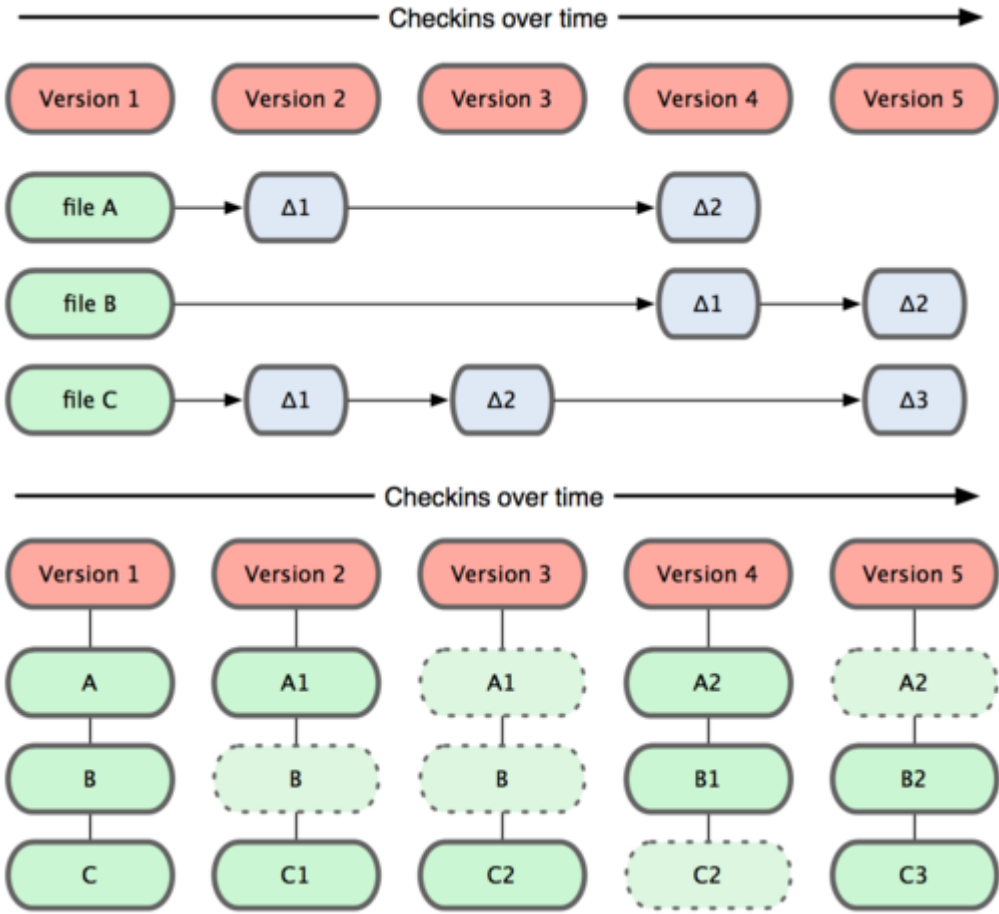 Checkins over time
Version 1 Version 2 Version 3 Version 4 Version 5
file A Δ1 Δ2
file B Δ1 Δ2
file C Δ1 Δ2 Δ3
Checkins over time
Version 1 Version 2 Version 3 Version 4 Version 5
A A1 A1 A2 A2
B B B B1 B2
C C1 C2 C2 C3